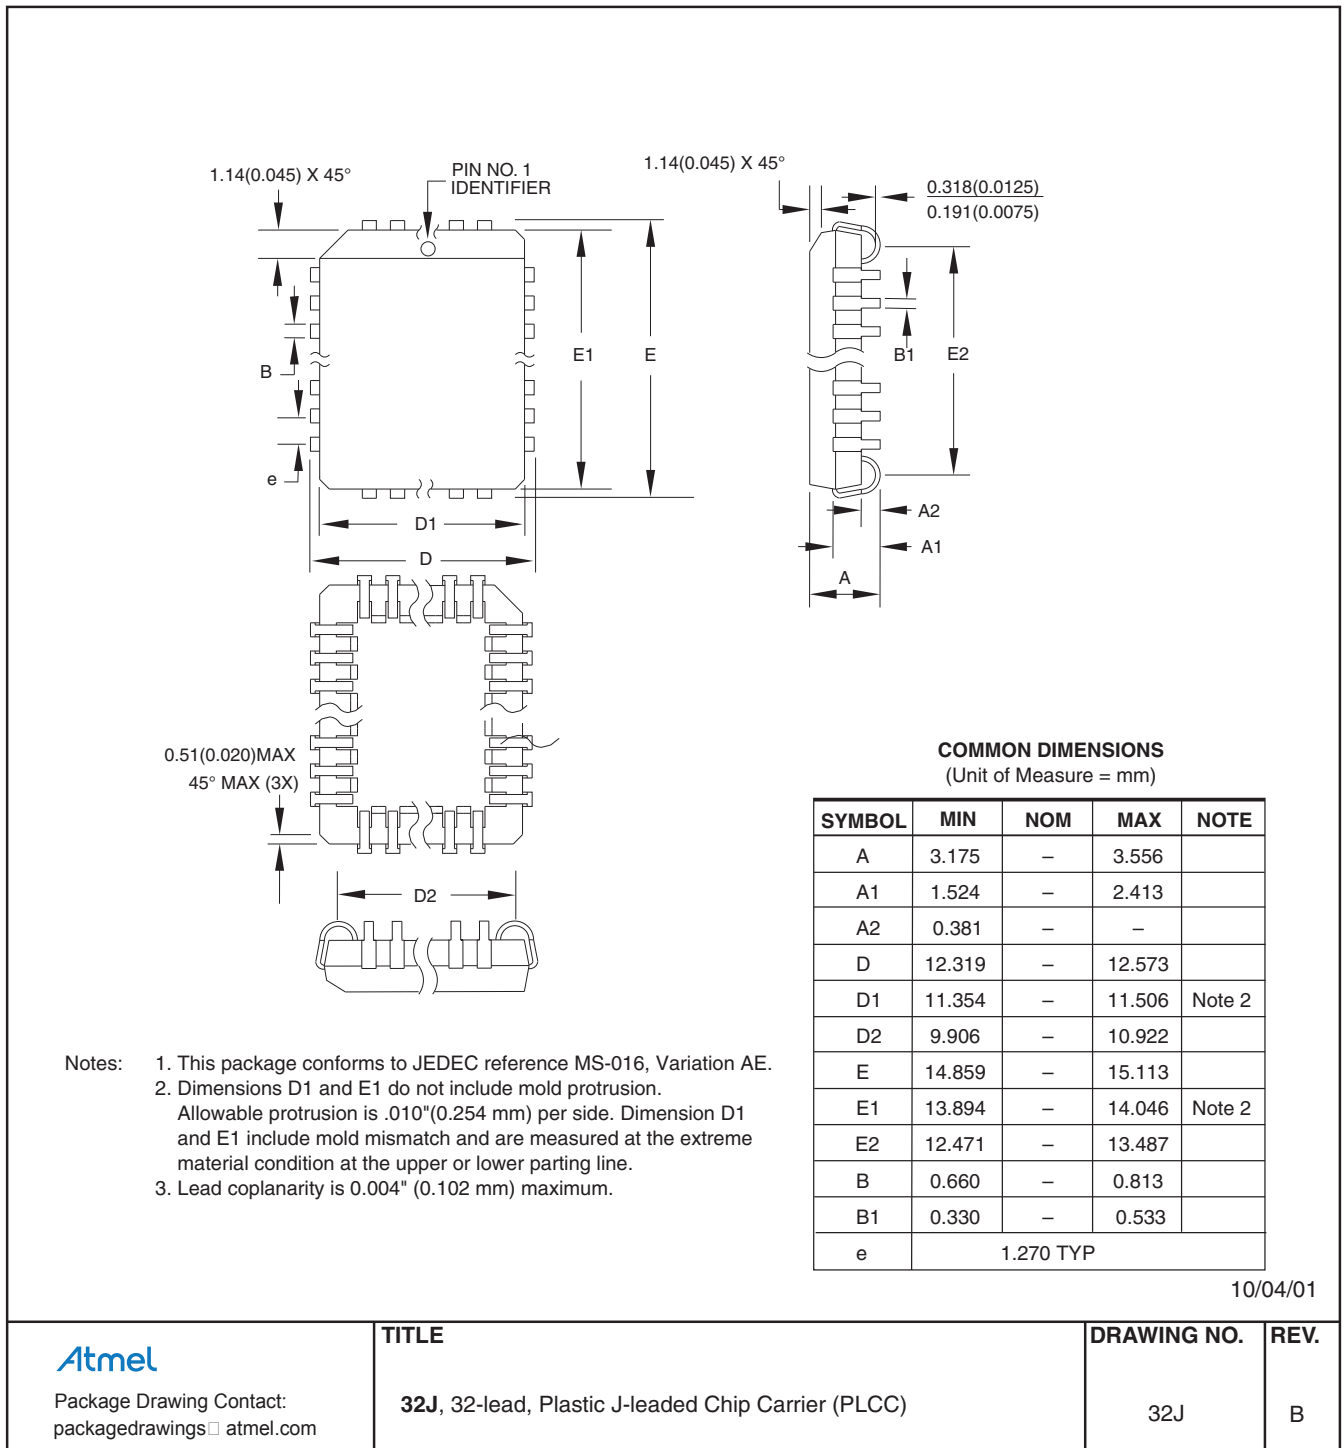 1.14(0.045) X 45°
PIN NO. 1
IDENTIFIER
1.14(0.045) X 45°
0.318(0.0125)
0.191(0.0075)
B
e
E1
E
B1
E2
D1
D
A2
A1
A
0.51(0.020)MAX
45° MAX (3X)
D2
COMMON DIMENSIONS
(Unit of Measure = mm)
SYMBOL MIN NOM MAX NOTE
A 3.175 – 3.556
A1 1.524 – 2.413
A2 0.381 – –
D 12.319 – 12.573
D1 11.354 – 11.506 Note 2
D2 9.906 – 10.922
E 14.859 – 15.113
E1 13.894 – 14.046 Note 2
E2 12.471 – 13.487
B 0.660 – 0.813
B1 0.330 – 0.533
e 1.270 TYP
Notes: 1. This package conforms to JEDEC reference MS-016, Variation AE.
2. Dimensions D1 and E1 do not include mold protrusion.
Allowable protrusion is .010"(0.254 mm) per side. Dimension D1
and E1 include mold mismatch and are measured at the extreme
material condition at the upper or lower parting line.
3. Lead coplanarity is 0.004" (0.102 mm) maximum.
10/04/01
Atmel
Package Drawing Contact:
packagedrawings□ atmel.com
TITLE
32J, 32-lead, Plastic J-leaded Chip Carrier (PLCC)
DRAWING NO.
32J
REV.
B